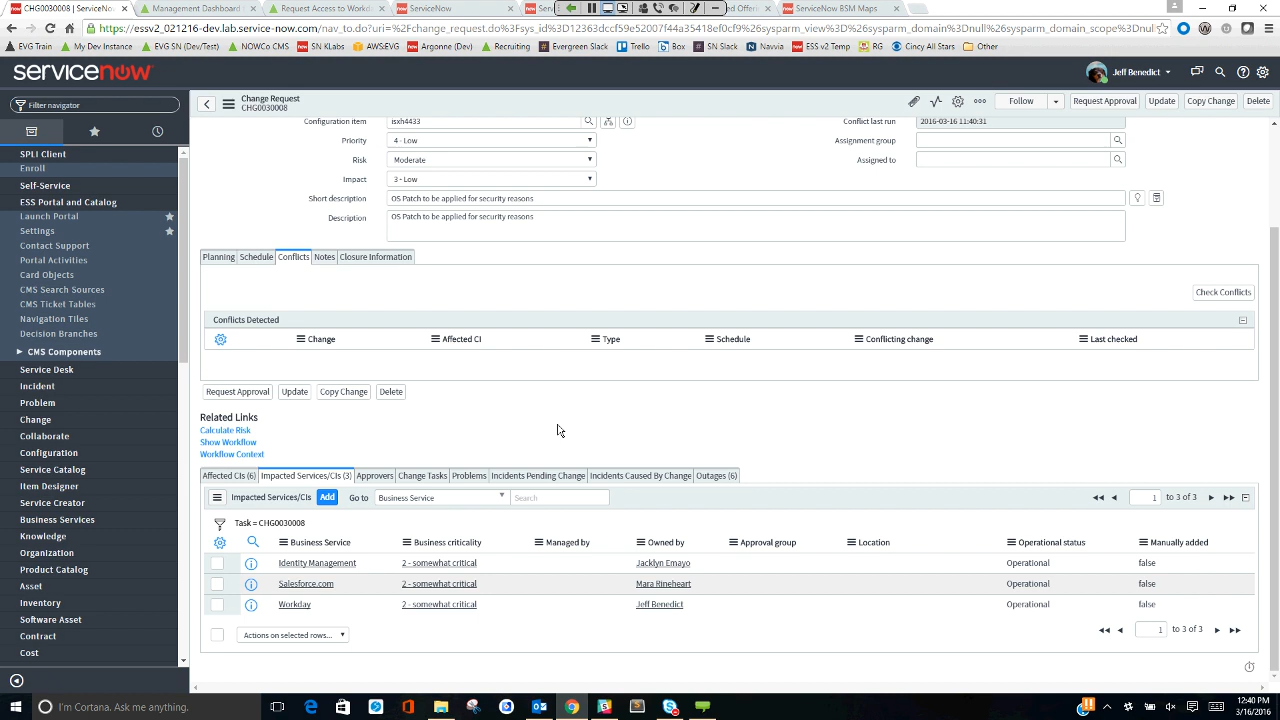 CHG0030008 | ServiceNow
Management Dashboard
Request Access to Workd
ServiceNow
Se
d Offeri
ServiceNow BSM Maps
https://essv2_021216-dev.lab.service-now.com/nav_to.do?uri=%2Fchange_request.do%3Fsys_id%
EVG Train
My Dev Instance
EVG SN (Dev/Test)
NOWCo CMS
SN KLabs
AWS:EVG
Argonne (Dev)
Recruiting
Evergreen Slack
Trello
Box
SN Slack
Navvia
ESS v2 Temp
RG
Cincy All Stars
Other
servicenow
Jeff Benedict
Filter navigator
Change Request
CHG0030008
Follow
Request Approval
Update
Copy Change
Delete
SPLI Client
Enroll
Self-Service
ESS Portal and Catalog
Launch Portal
Settings
Contact Support
Portal Activities
Card Objects
CMS Search Sources
CMS Ticket Tables
Navigation Tiles
Decision Branches
CMS Components
Service Desk
Incident
Problem
Change
Collaborate
Configuration
Service Catalog
Item Designer
Service Creator
Business Services
Knowledge
Organization
Product Catalog
Asset
Inventory
Software Asset
Contract
Cost
Configuration item isxh4433
Conflict last run 2016-03-16 11:40:31
Priority 4 - Low
Assignment group
Risk Moderate
Assigned to
Impact 3 - Low
Short description OS Patch to be applied for security reasons
Description OS Patch to be applied for security reasons
Planning Schedule Conflicts Notes Closure Information
Check Conflicts
Conflicts Detected
Change Affected CI Type Schedule Conflicting change Last checked
Request Approval Update Copy Change Delete
Related Links
Calculate Risk
Show Workflow
Workflow Context
Affected CIs (6) Impacted Services/CIs (3) Approvers Change Tasks Problems Incidents Pending Change Incidents Caused By Change Outages (6)
Impacted Services/CIs Add Go to Business Service Search 1 to 3 of 3
Task = CHG0030008
Business Service Business criticality Managed by Owned by Approval group Location Operational status Manually added
Identity Management 2 - somewhat critical Jacklyn Emayo Operational false
Salesforce.com 2 - somewhat critical Mara Rineheart Operational false
Workday 2 - somewhat critical Jeff Benedict Operational false
Actions on selected rows... 1 to 3 of 3
I'm Cortana. Ask me anything.
12:40 PM
3/16/2016